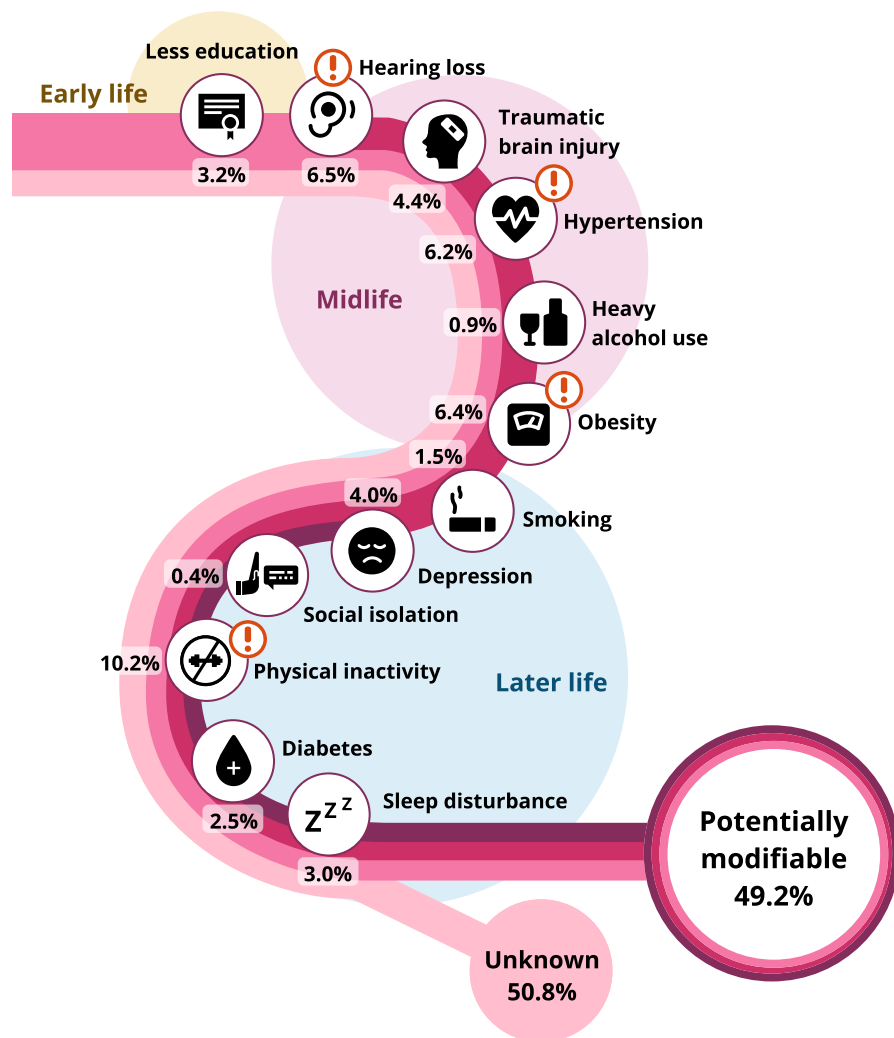 Less education
Hearing loss
Early life
Traumatic
brain injury
3.2%
6.5%
4.4%
Hypertension
6.2%
Midlife
Heavy
alcohol use
0.9%
6.4%
Obesity
1.5%
4.0%
Smoking
Depression
0.4%
Social isolation
10.2%
Physical inactivity
Later life
Diabetes
2.5%
zzz
Sleep disturbance
3.0%
Potentially
modifiable
49.2%
Unknown
50.8%